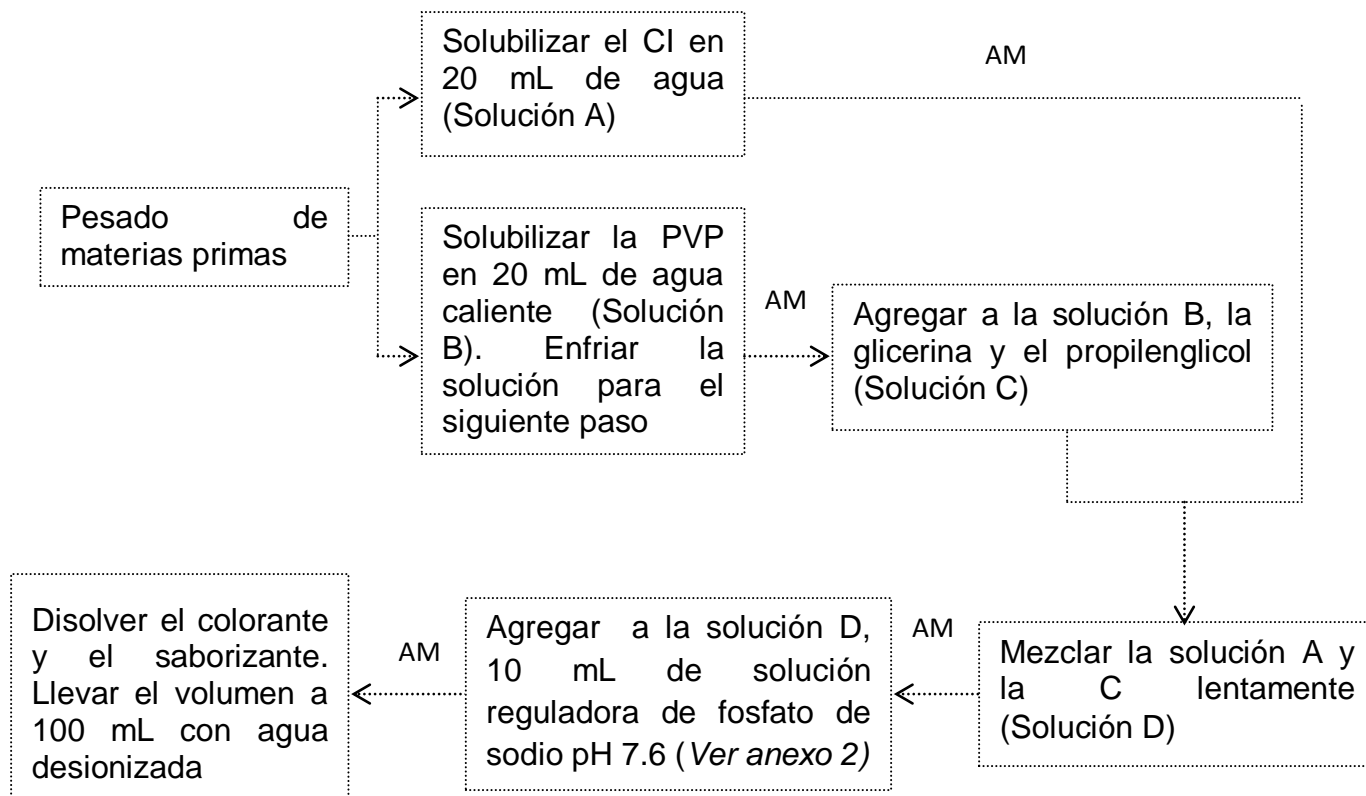 Solubilizar el CI en
20 mL de agua
(Solución A)
AM
Pesado de
materias primas
Solubilizar la PVP
en 20 mL de agua
caliente (Solución
B). Enfriar la
solución para el
siguiente paso
AM
Agregar a la solución B, la
glicerina y el propilenglicol
(Solución C)
Disolver el colorante
y el saborizante.
Llevar el volumen a
100 mL con agua
desionizada
AM
Agregar a la solución D,
10 mL de solución
reguladora de fosfato de
sodio pH 7.6 (Ver anexo 2)
AM
Mezclar la solución A y
la C lentamente
(Solución D)